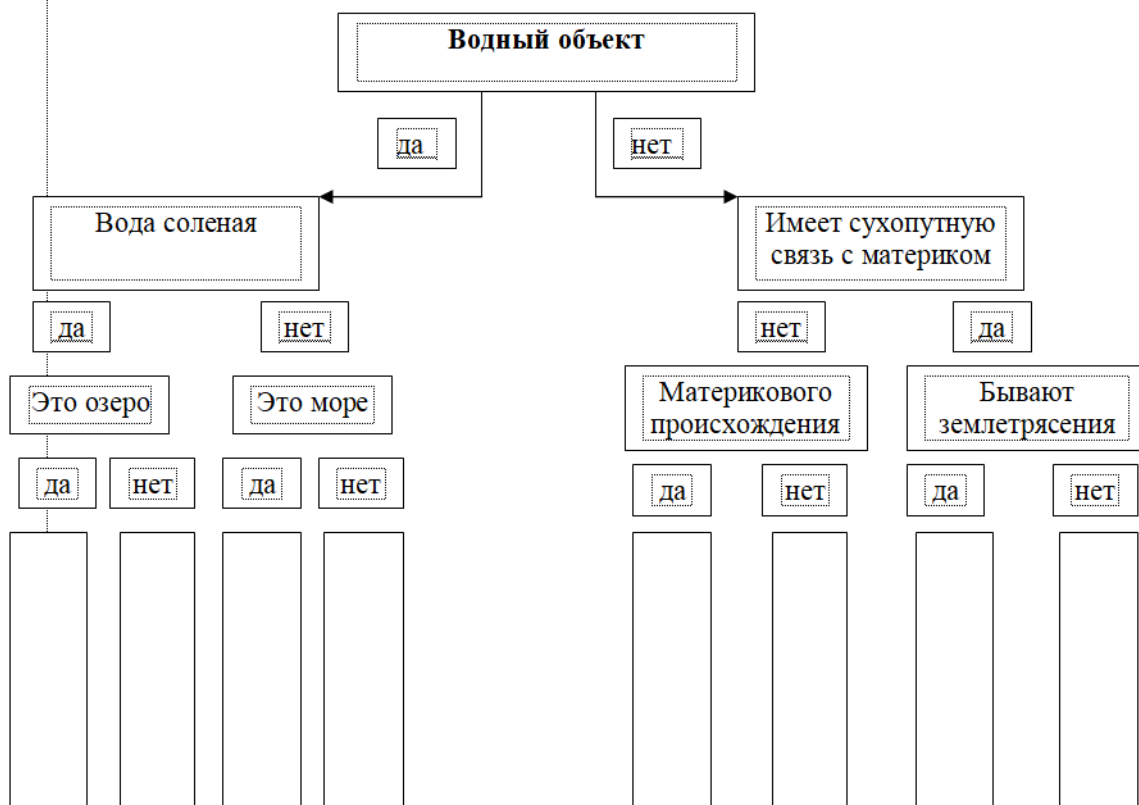 Водный объект
да
нет
Вода соленая
Имеет сухопутную
связь с материком
да
нет
нет
да
Это озеро
Это море
Материкового
происхождения
Бывают
землетрясения
да
нет
да
нет
да
нет
да
нет